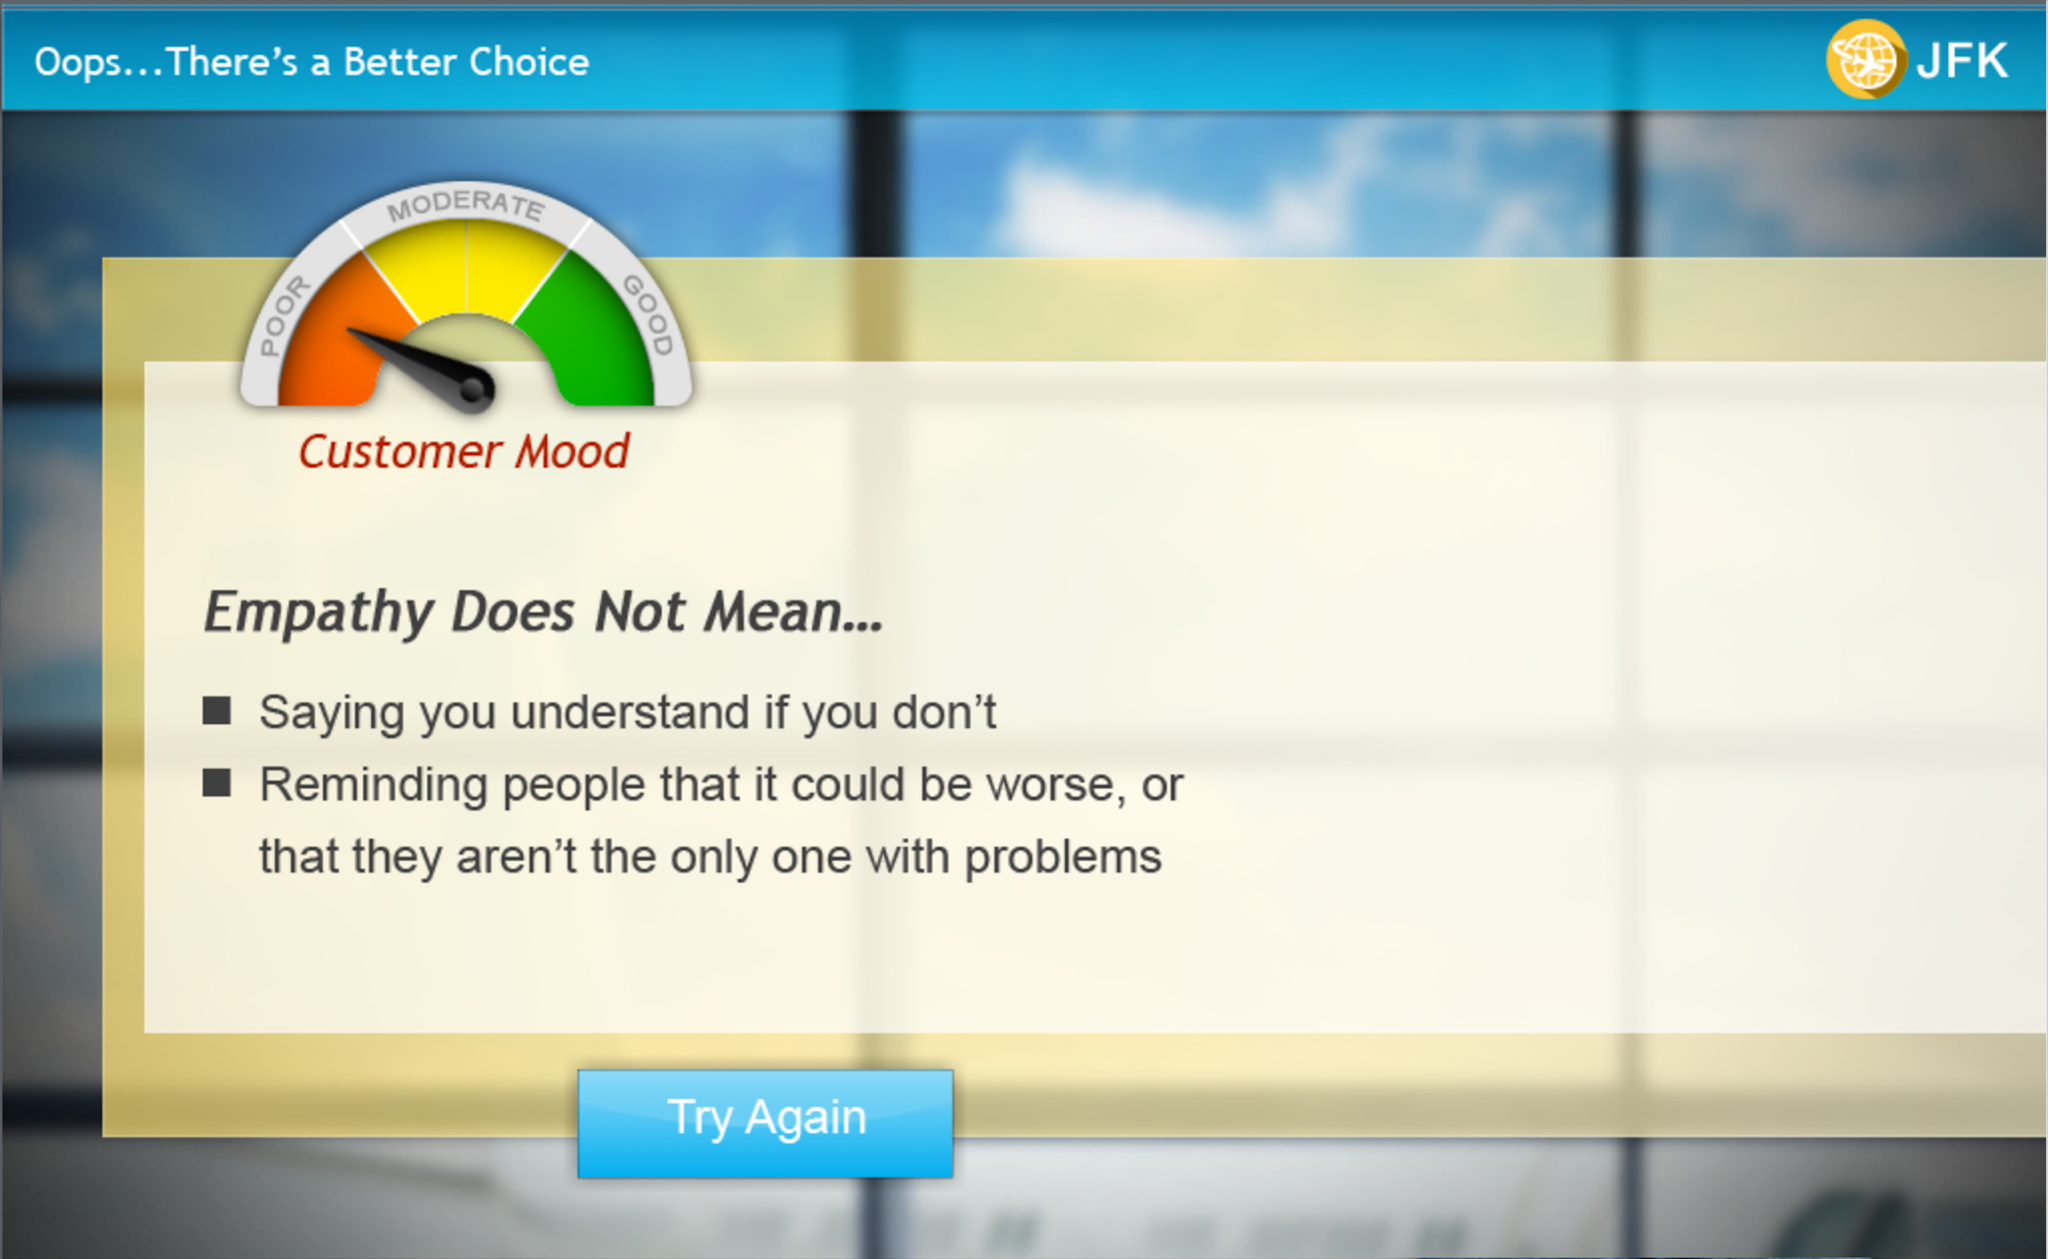 Oops...There's a Better Choice
JFK
POOR
MODERATE
GOOD
Customer Mood
Empathy Does Not Mean...
■ Saying you understand if you don't
■ Reminding people that it could be worse, or
that they aren't the only one with problems
Try Again